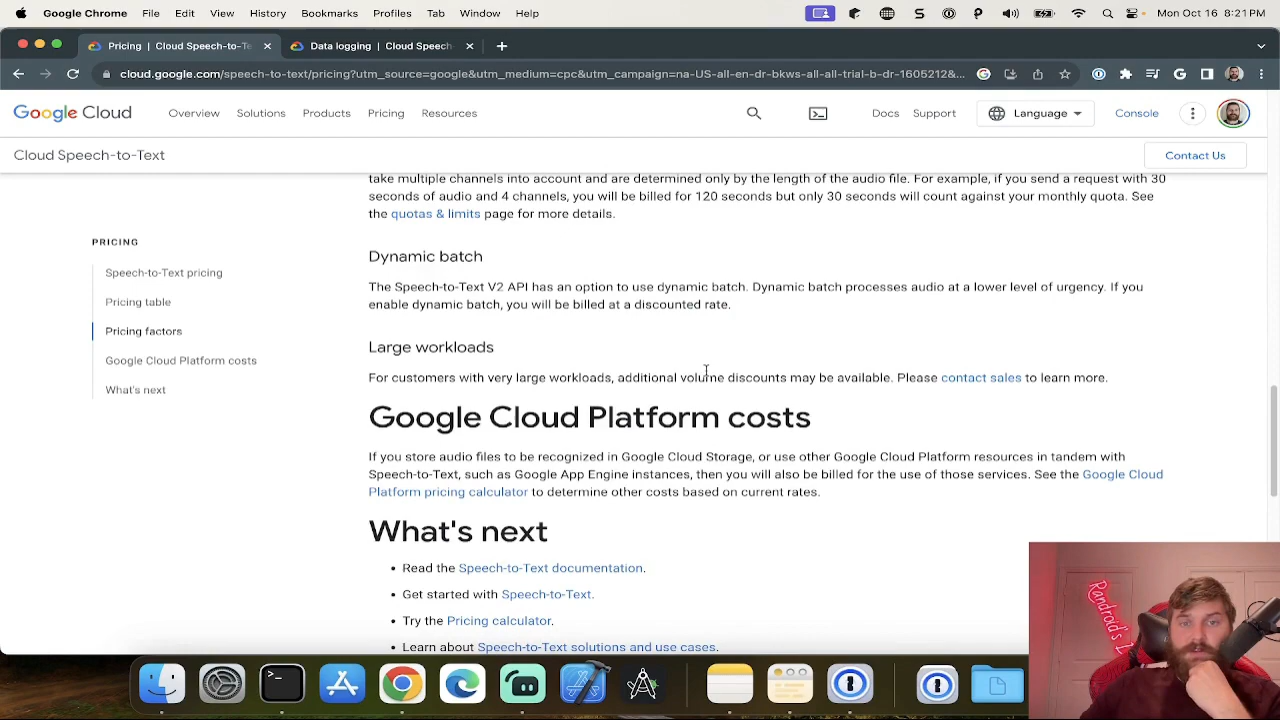 Google Chrome File Edit View History Bookmarks Profiles Tab Window Help Mon Oct 16 8:21 PM
Pricing | Cloud Speech-to-Te Data logging | Cloud Speech
cloud.google.com/speech-to-text/pricing?utm_source=google&utm_medium=cpc&utm_campaign=na-US-all-en-dr-bkws-all-all-trial-b-dr-1605212&...
Google Cloud Overview Solutions Products Pricing Resources Docs Support Language Console
Cloud Speech-to-Text Contact Us
take multiple channels into account and are determined only by the length of the audio file. For example, if you send a request with 30
seconds of audio and 4 channels, you will be billed for 120 seconds but only 30 seconds will count against your monthly quota. See
the quotas & limits page for more details.
PRICING
Speech-to-Text pricing
Pricing table
Pricing factors
Google Cloud Platform costs
What's next
Dynamic batch
The Speech-to-Text V2 API has an option to use dynamic batch. Dynamic batch processes audio at a lower level of urgency. If you
enable dynamic batch, you will be billed at a discounted rate.
Large workloads
For customers with very large workloads, additional volume discounts may be available. Please contact sales to learn more.
Google Cloud Platform costs
If you store audio files to be recognized in Google Cloud Storage, or use other Google Cloud Platform resources in tandem with
Speech-to-Text, such as Google App Engine instances, then you will also be billed for the use of those services. See the Google Cloud
Platform pricing calculator to determine other costs based on current rates.
What's next
• Read the Speech-to-Text documentation.
• Get started with Speech-to-Text.
• Try the Pricing calculator.
• Learn about Speech-to-Text solutions and use cases.